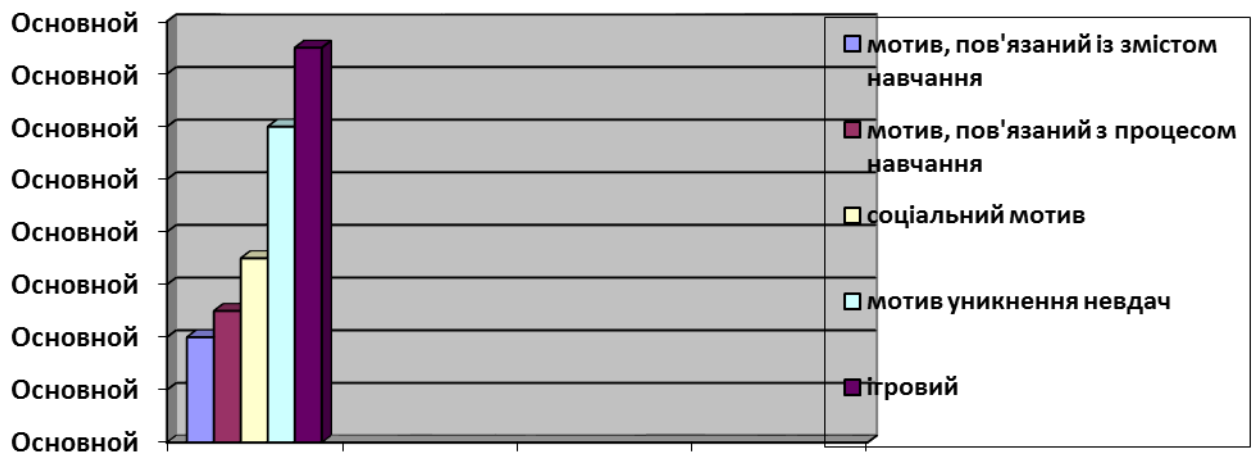 Основной
Основной
Основной
Основной
Основной
Основной
Основной
Основной
Основной
мотив, пов'язаний із змістом
навчання
мотив, пов'язаний з процесом
навчання
соціальний мотив
мотив уникнення невдач
ігровий